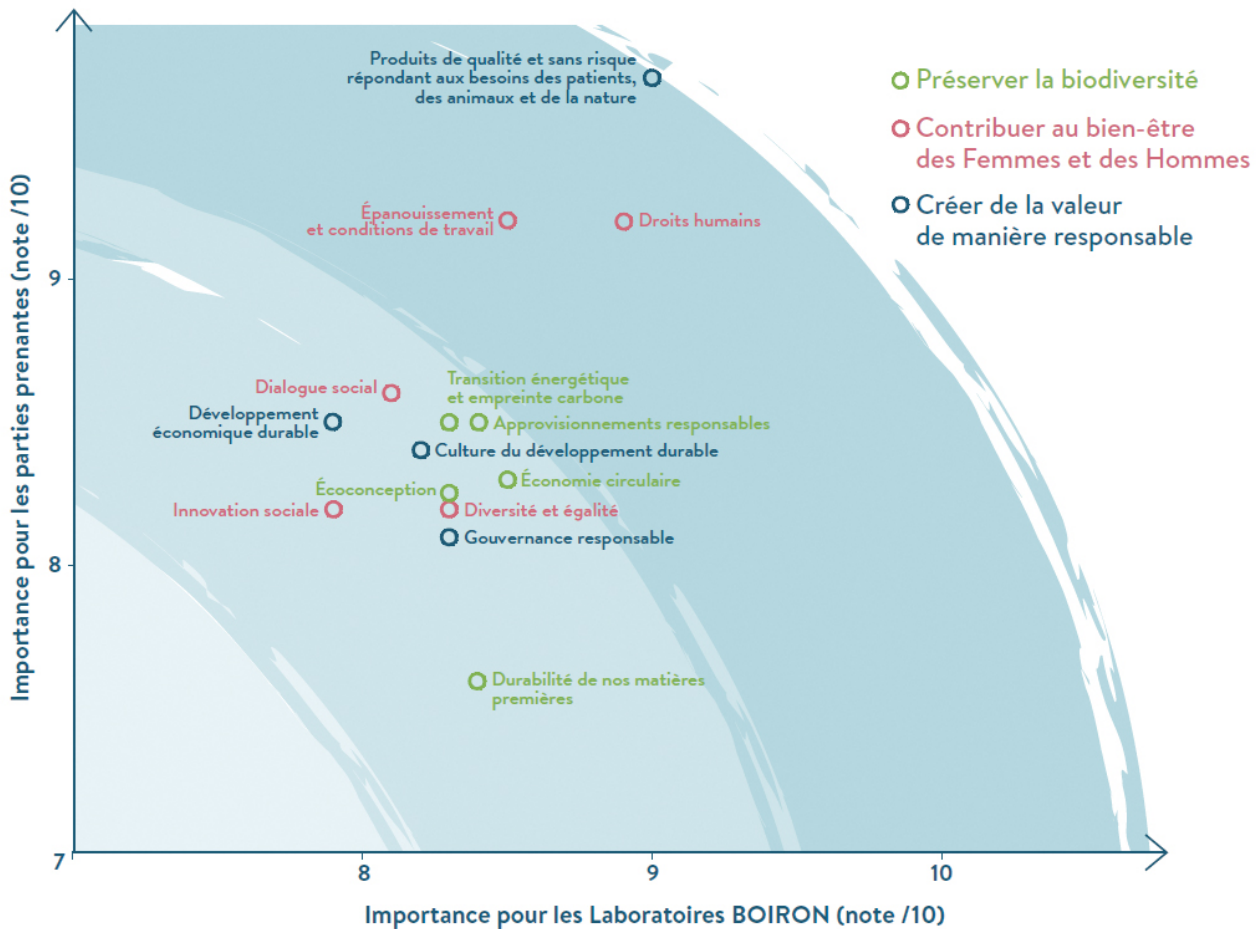 Produits de qualité et sans risque
répondant aux besoins des patients,
des animaux et de la nature
Préserver la biodiversité
Contribuer au bien-être
des Femmes et des Hommes
Créer de la valeur
de manière responsable
Épanouissement
et conditions de travail
Droits humains
Importance pour les parties prenantes (note /10)
9
Dialogue social
Transition énergétique
et empreinte carbone
Développement
économique durable
Approvisionnements responsables
Culture du développement durable
Économie circulaire
Écoconception
Innovation sociale
Diversité et égalité
Gouvernance responsable
8
Durabilité de nos matières
premières
7
8
9
10
Importance pour les Laboratoires BOIRON (note /10)